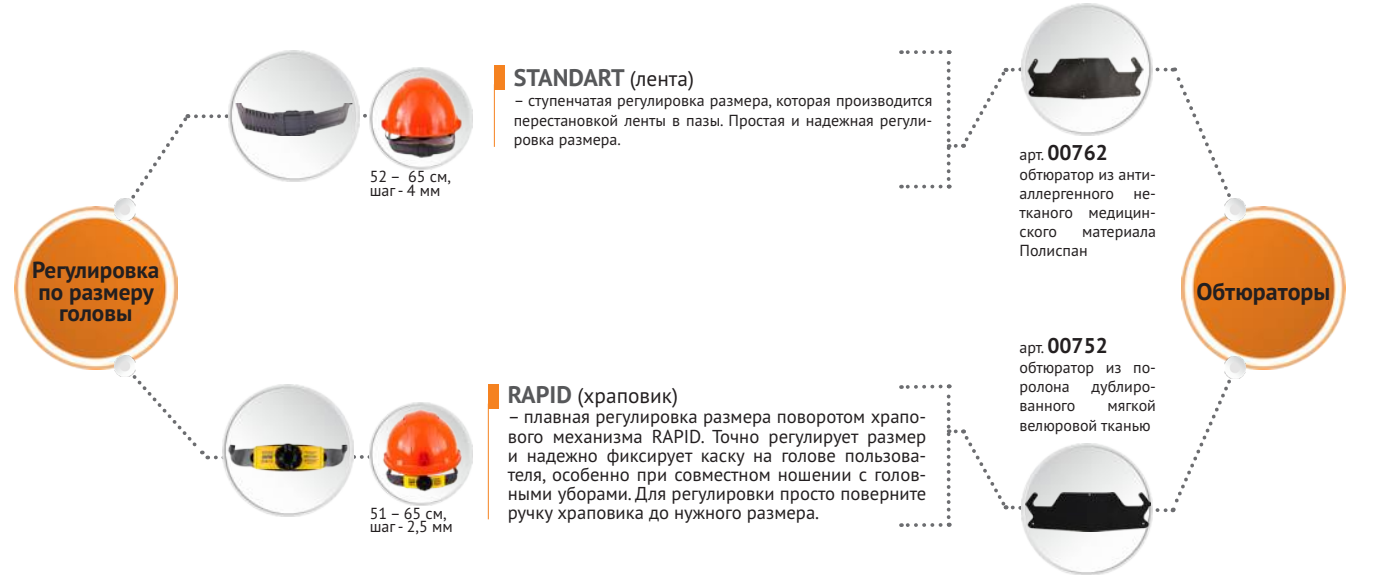 Регулировка
по размеру
головы
52 – 65 см,
шаг - 4 мм
STANDART (лента)
– ступенчатая регулировка размера, которая производится
перестановкой ленты в пазы. Простая и надежная регули-
ровка размера.
51 – 65 см,
шаг - 2,5 мм
RAPID (храповик)
– плавная регулировка размера поворотом храпо-
вого механизма RAPID. Точно регулирует размер
и надежно фиксирует каску на голове пользова-
теля, особенно при совместном ношении с голов-
ными уборами. Для регулировки просто поверните
ручку храповика до нужного размера.
арт. 00762
обтюратор из анти-
аллергенного не-
тканого медицин-
ского материала
Полиспан
арт. 00752
обтюратор из по-
ролона дублиро-
ванного мягкой
велюровой тканью
Обтюраторы